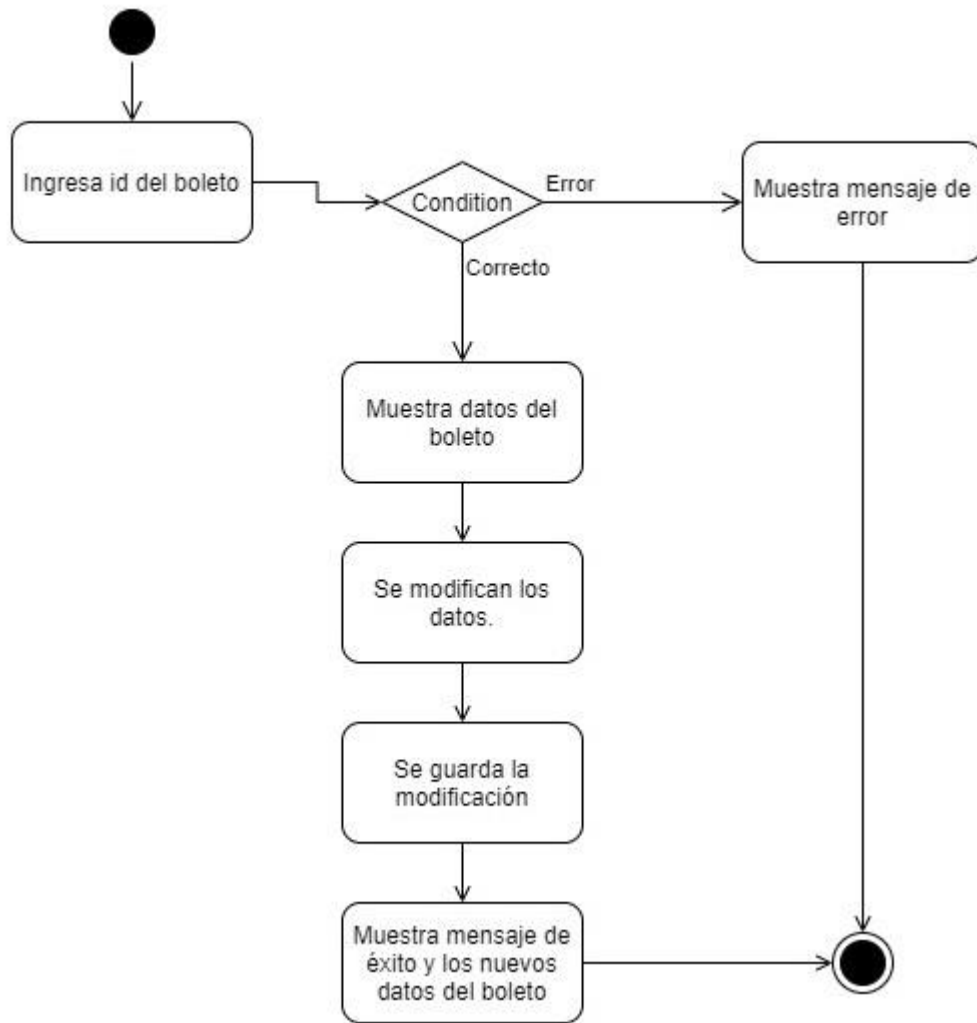 Ingresa id del boleto
Condition
Error
Muestra mensaje de
error
Correcto
Muestra datos del
boleto
Se modifican los
datos.
Se guarda la
modificación
Muestra mensaje de
éxito y los nuevos
datos del boleto